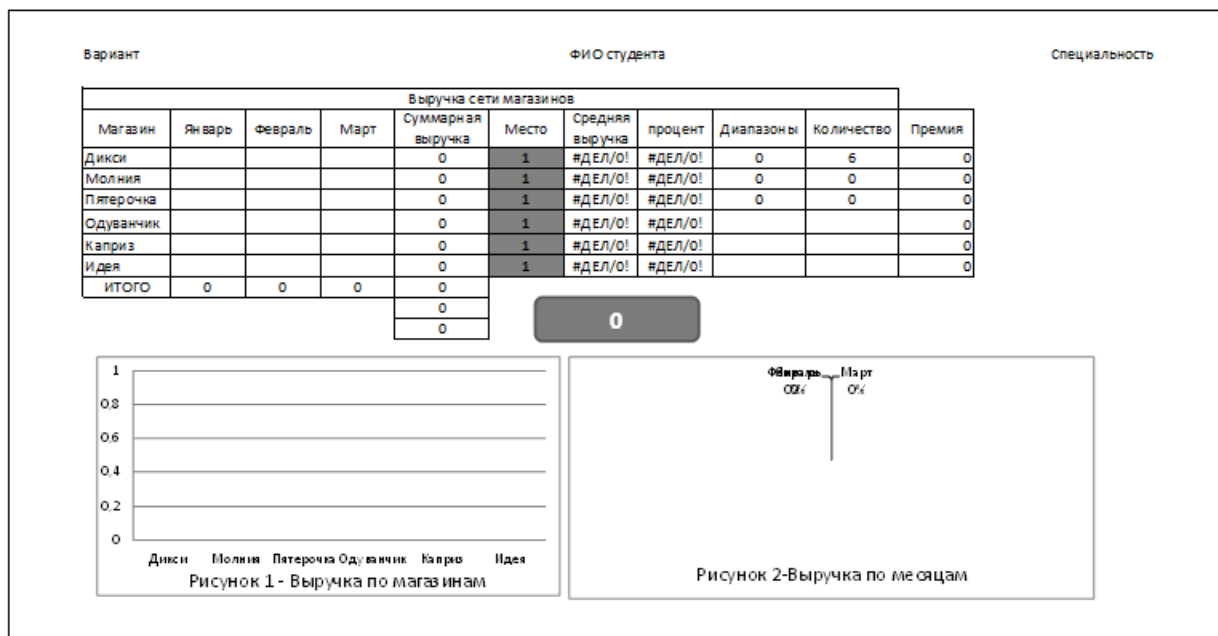 Вариант ФИО студента Специальность
Выручка сети магазинов
Магазин Январь Февраль Март Суммарная выручка Место Средняя выручка процент Диапазоны Количество Премия
Дикси 0 1 #ДЕЛ/0! #ДЕЛ/0! 0 6 0
Молния 0 1 #ДЕЛ/0! #ДЕЛ/0! 0 0 0
Пятерочка 0 1 #ДЕЛ/0! #ДЕЛ/0! 0 0 0
Одуванчик 0 1 #ДЕЛ/0! #ДЕЛ/0! 0
Каприз 0 1 #ДЕЛ/0! #ДЕЛ/0! 0
Идея 0 1 #ДЕЛ/0! #ДЕЛ/0! 0
ИТОГО 0 0 0 0
0
0
0
1
0,8
0,6
0,4
0,2
0
Дикси Молния Пятерочка Одуванчик Каприз Идея
Рисунок 1 - Выручка по магазинам
Март
0%
Рисунок 2-Выручка по месяцам